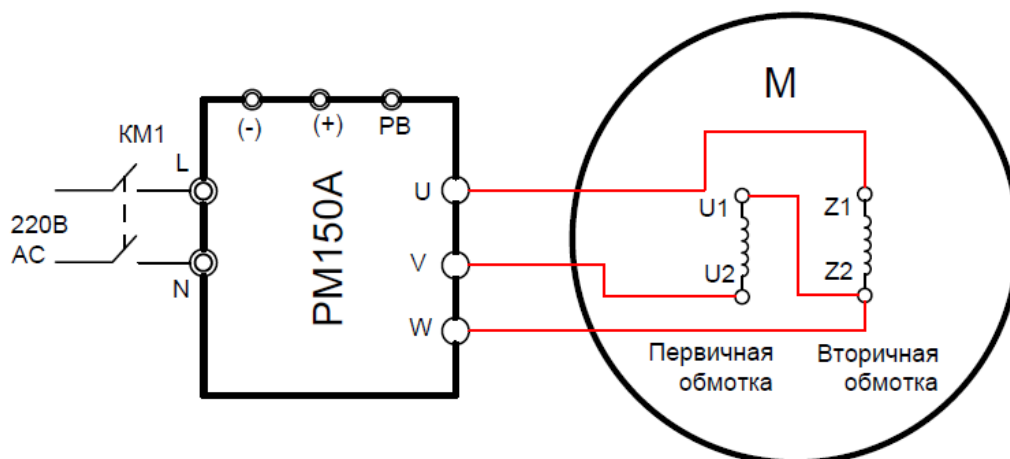 M
(-)
(+)
PB
КМ1
L
220В
АС
N
PM150A
U
V
W
U1
U2
Z1
Z2
Первичная
обмотка
Вторичная
обмотка